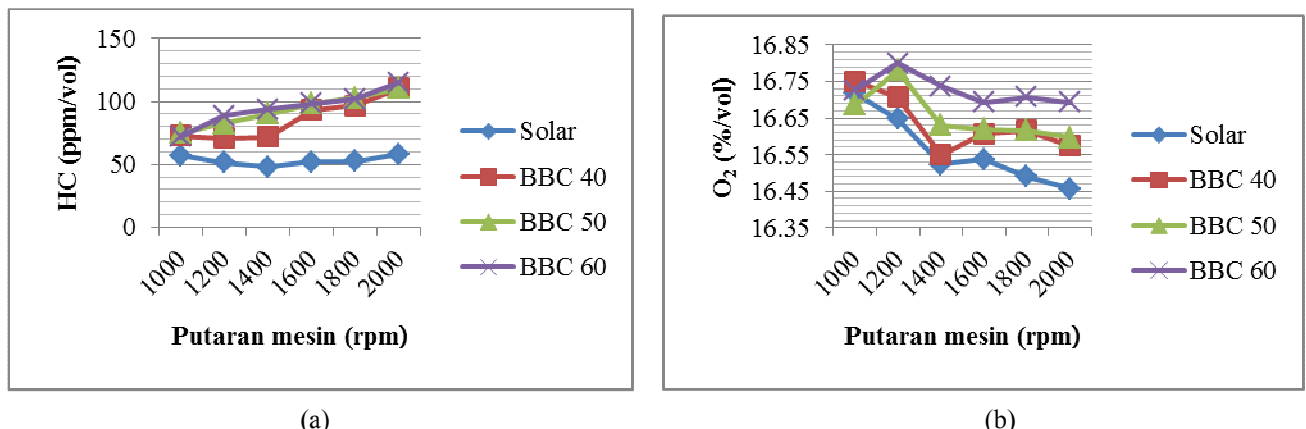 150
100
50
0
HC (ppm/vol)
1000
1200
1400
1600
1800
2000
Putaran mesin (rpm)
Solar
BBC 40
BBC 50
BBC 60
(a)
16.85
16.75
16.65
16.55
16.45
16.35
O₂ (%/vol)
1000
1200
1400
1600
1800
2000
Putaran mesin (rpm)
Solar
BBC 40
BBC 50
BBC 60
(b)